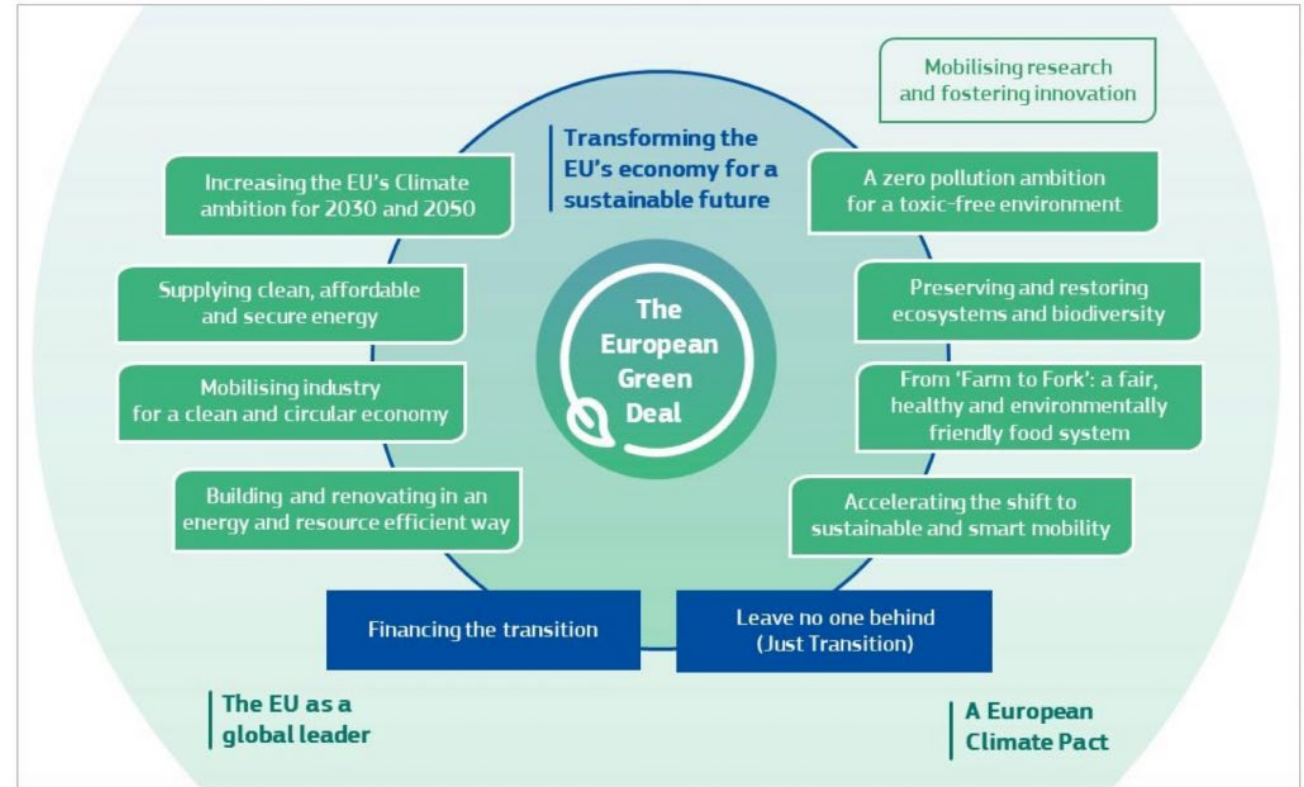 Mobilising research
and fostering innovation
Transforming the
EU's economy for a
sustainable future
Increasing the EU's Climate
ambition for 2030 and 2050
A zero pollution ambition
for a toxic-free environment
Supplying clean, affordable
and secure energy
Preserving and restoring
ecosystems and biodiversity
The
European
Green
Deal
Mobilising industry
for a clean and circular economy
From ‘Farm to Fork’: a fair,
healthy and environmentally
friendly food system
Building and renovating in an
energy and resource efficient way
Accelerating the shift to
sustainable and smart mobility
Financing the transition
Leave no one behind
(Just Transition)
The EU as a
global leader
A European
Climate Pact